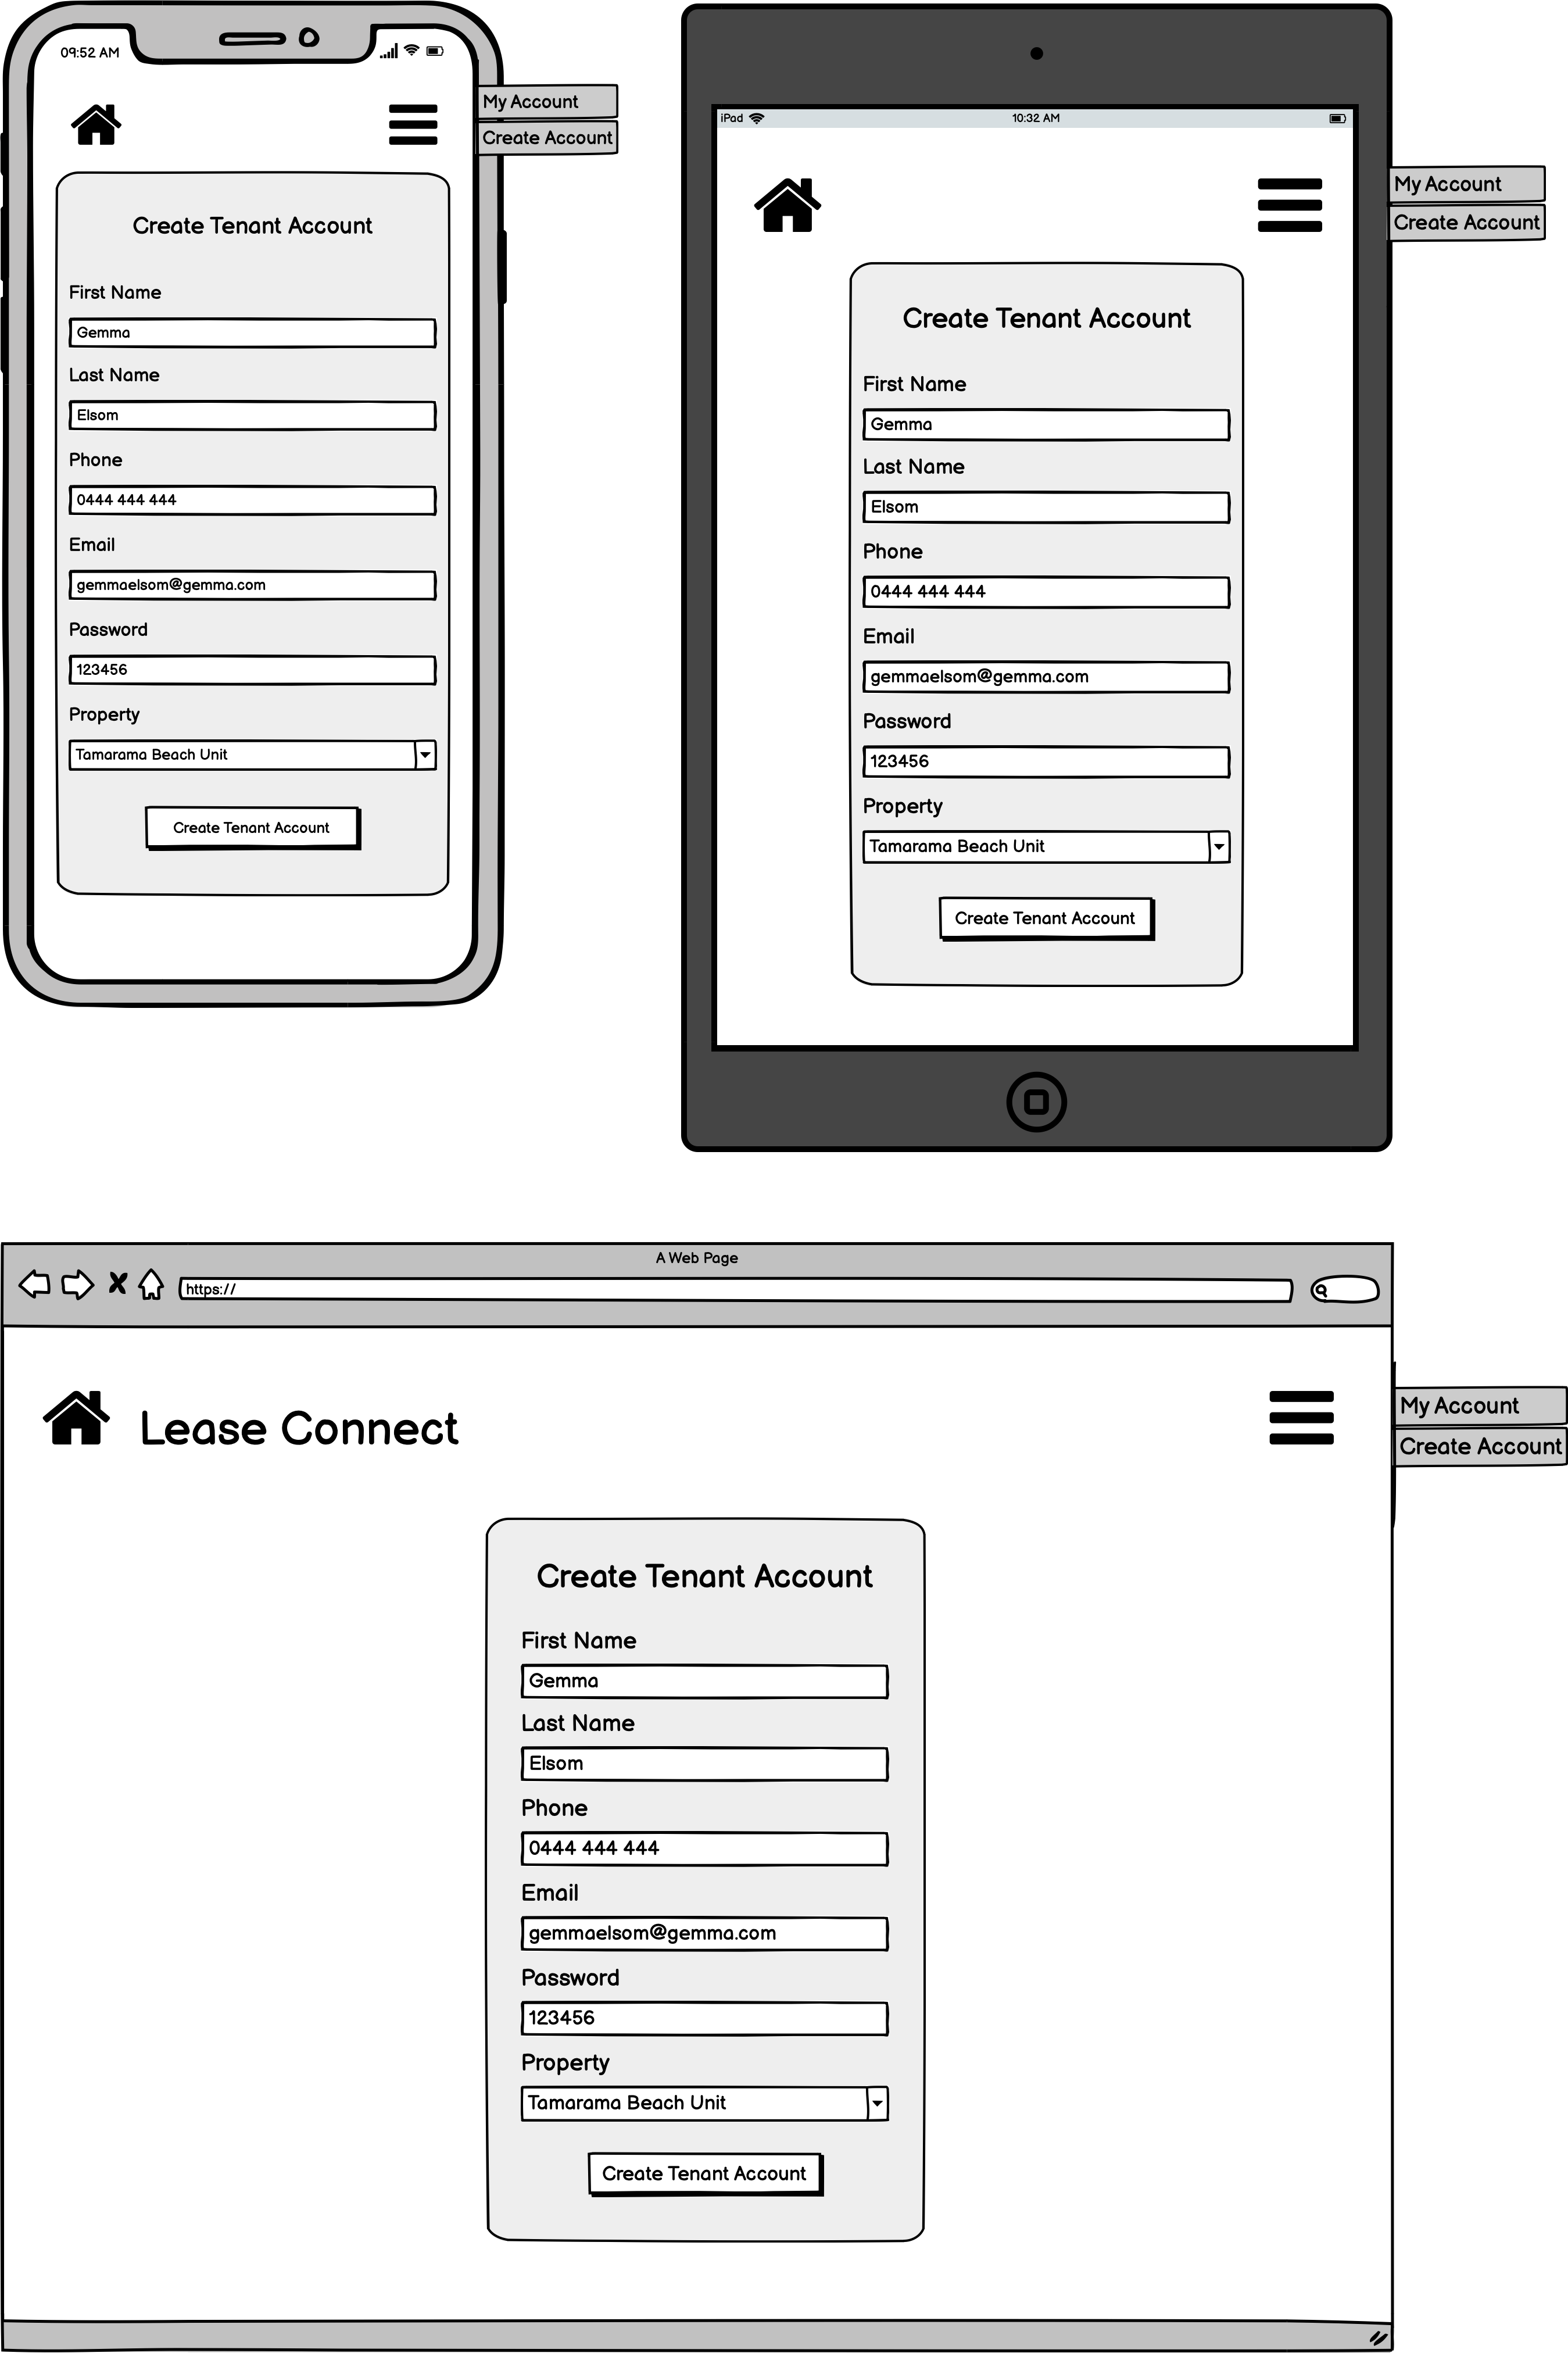 09:52 AM
My Account
Create Account
Create Tenant Account
First Name
Gemma
Last Name
Elsom
Phone
0444 444 444
Email
gemmaelsom@gemma.com
Password
123456
Property
Tamarama Beach Unit
Create Tenant Account
iPad
10:32 AM
My Account
Create Account
Create Tenant Account
First Name
Gemma
Last Name
Elsom
Phone
0444 444 444
Email
gemmaelsom@gemma.com
Password
123456
Property
Tamarama Beach Unit
Create Tenant Account
A Web Page
https://
Lease Connect
My Account
Create Account
Create Tenant Account
First Name
Gemma
Last Name
Elsom
Phone
0444 444 444
Email
gemmaelsom@gemma.com
Password
123456
Property
Tamarama Beach Unit
Create Tenant Account